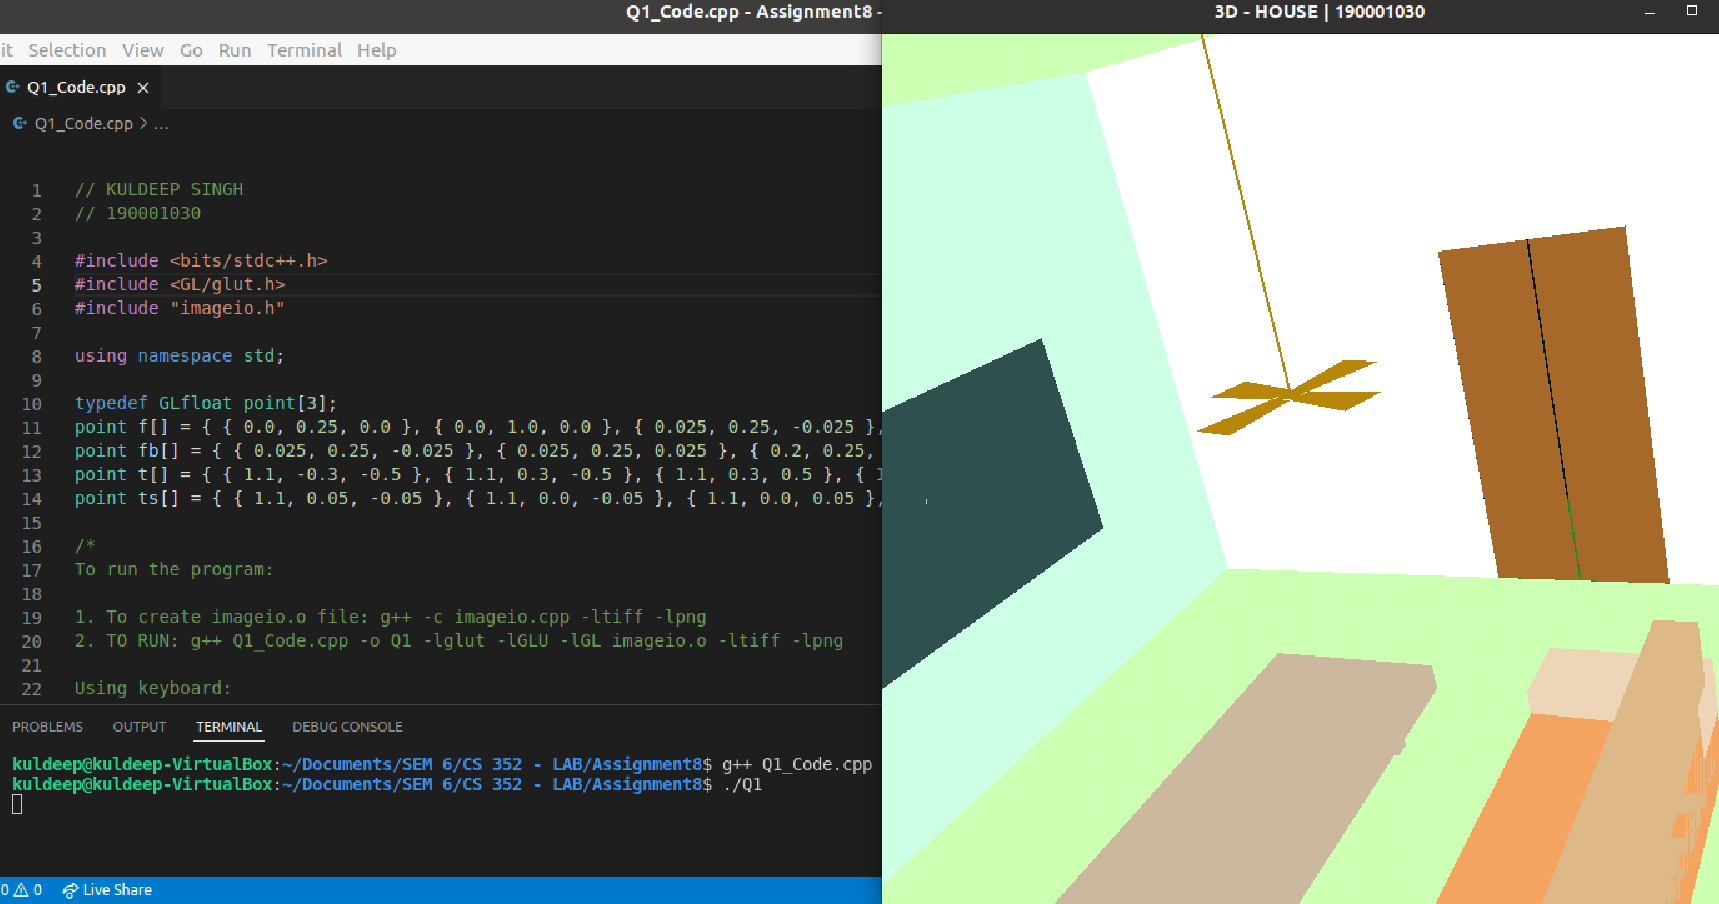 Q1_Code.cpp - Assignment8 -
it Selection View Go Run Terminal Help
Q1_Code.cpp
Q1_Code.cpp > ...
1 // KULDEEP SINGH
2 // 190001030
3
4 #include <bits/stdc++.h>
5 #include <GL/glut.h>
6 #include "imageio.h"
7
8 using namespace std;
9
10 typedef GLfloat point[3];
11 point f[] = { { 0.0, 0.25, 0.0 }, { 0.0, 1.0, 0.0 }, { 0.025, 0.25, -0.025 },
12 point fb[] = { { 0.025, 0.25, -0.025 }, { 0.025, 0.25, 0.025 }, { 0.2, 0.25,
13 point t[] = { { 1.1, -0.3, -0.5 }, { 1.1, 0.3, -0.5 }, { 1.1, 0.3, 0.5 }, { 1
14 point ts[] = { { 1.1, 0.05, -0.05 }, { 1.1, 0.0, -0.05 }, { 1.1, 0.0, 0.05 },
15
16 /*
17 To run the program:
18
19 1. To create imageio.o file: g++ -c imageio.cpp -ltiff -lpng
20 2. TO RUN: g++ Q1_Code.cpp -o Q1 -lglut -lGLU -lGL imageio.o -ltiff -lpng
21
22 Using keyboard:
PROBLEMS OUTPUT TERMINAL DEBUG CONSOLE
kuldeep@kuldeep-VirtualBox:~/Documents/SEM 6/CS 352 - LAB/Assignment8$ g++ Q1_Code.cpp
kuldeep@kuldeep-VirtualBox:~/Documents/SEM 6/CS 352 - LAB/Assignment8$ ./Q1
0 0 Live Share
3D - HOUSE | 190001030